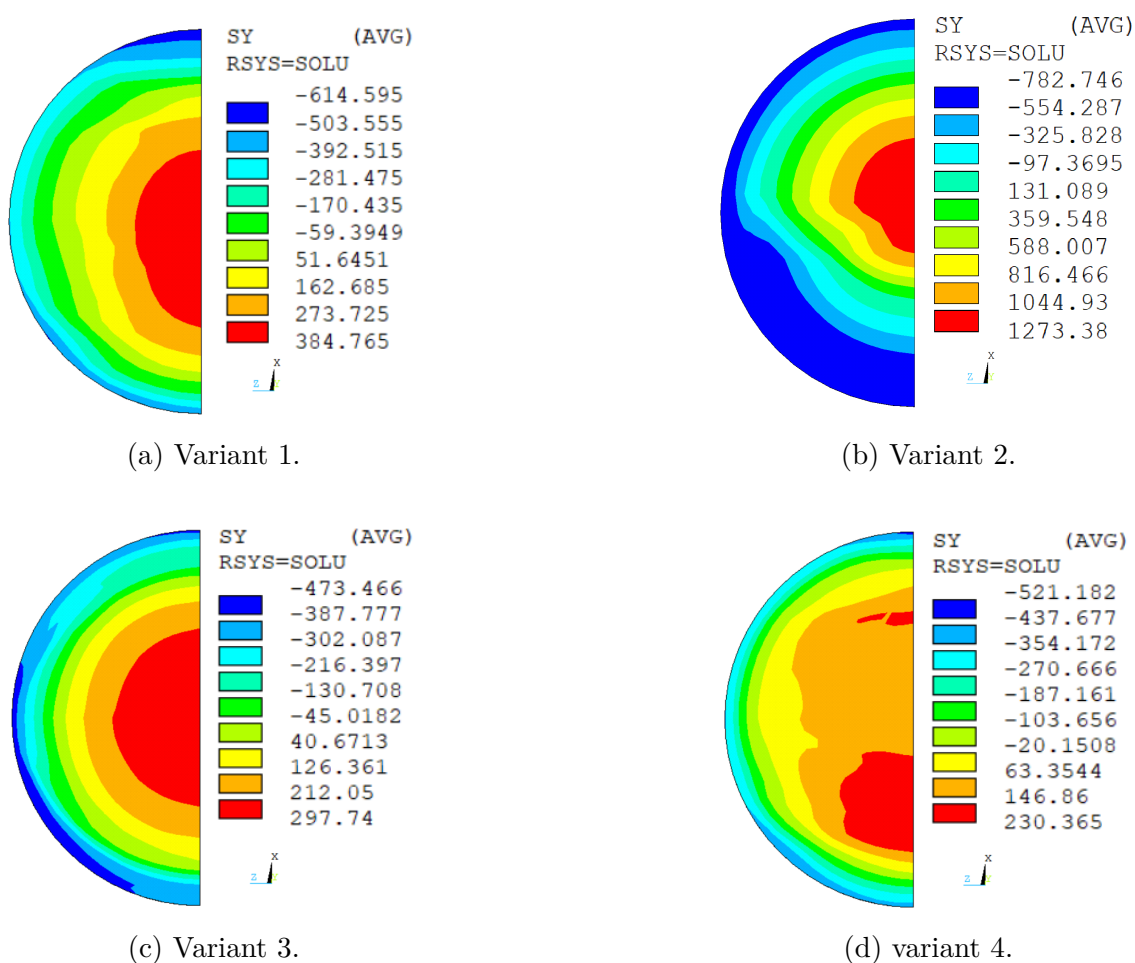 SY (AVG)
RSYS=SOLU
-614.595
-503.555
-392.515
-281.475
-170.435
-59.3949
51.6451
162.685
273.725
384.765
x
z
Y
(a) Variant 1.
SY (AVG)
RSYS=SOLU
-782.746
-554.287
-325.828
-97.3695
131.089
359.548
588.007
816.466
1044.93
1273.38
x
z
Y
(b) Variant 2.
SY (AVG)
RSYS=SOLU
-473.466
-387.777
-302.087
-216.397
-130.708
-45.0182
40.6713
126.361
212.05
297.74
x
z
Y
(c) Variant 3.
SY (AVG)
RSYS=SOLU
-521.182
-437.677
-354.172
-270.666
-187.161
-103.656
-20.1508
63.3544
146.86
230.365
x
z
Y
(d) variant 4.